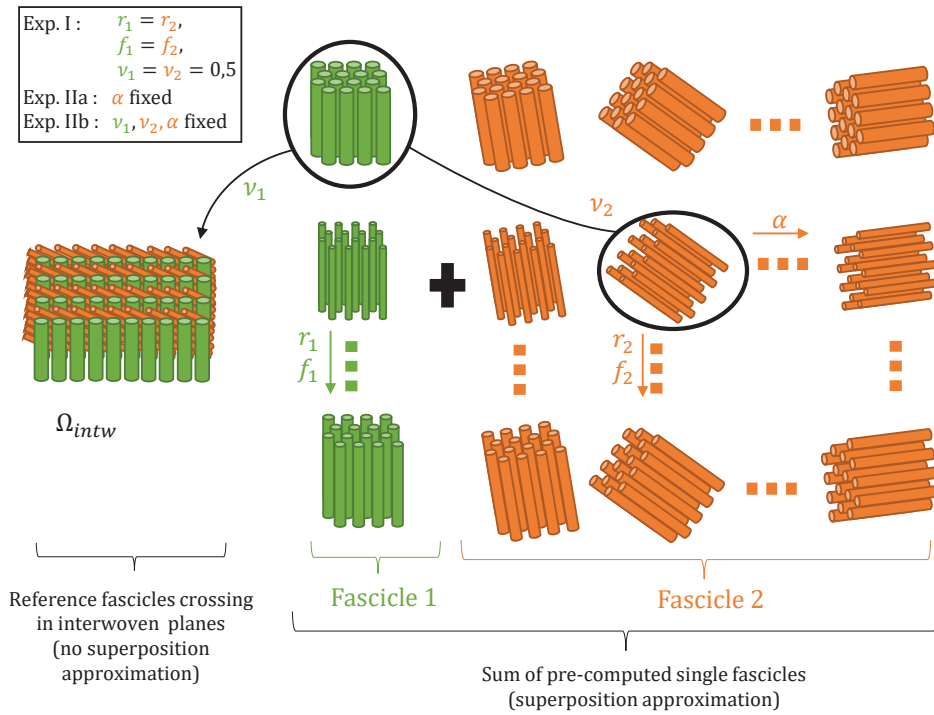 Exp. I : r₁ = r₂,
f₁ = f₂,
ν₁ = ν₂ = 0,5
Exp. IIa : α fixed
Exp. IIb : ν₁, ν₂, α fixed
ν₁
ν₂
α
r₁
f₁
r₂
f₂
Ω_intw
Fascicle 1
Fascicle 2
Reference fascicles crossing
in interwoven planes
(no superposition
approximation)
Sum of pre-computed single fascicles
(superposition approximation)